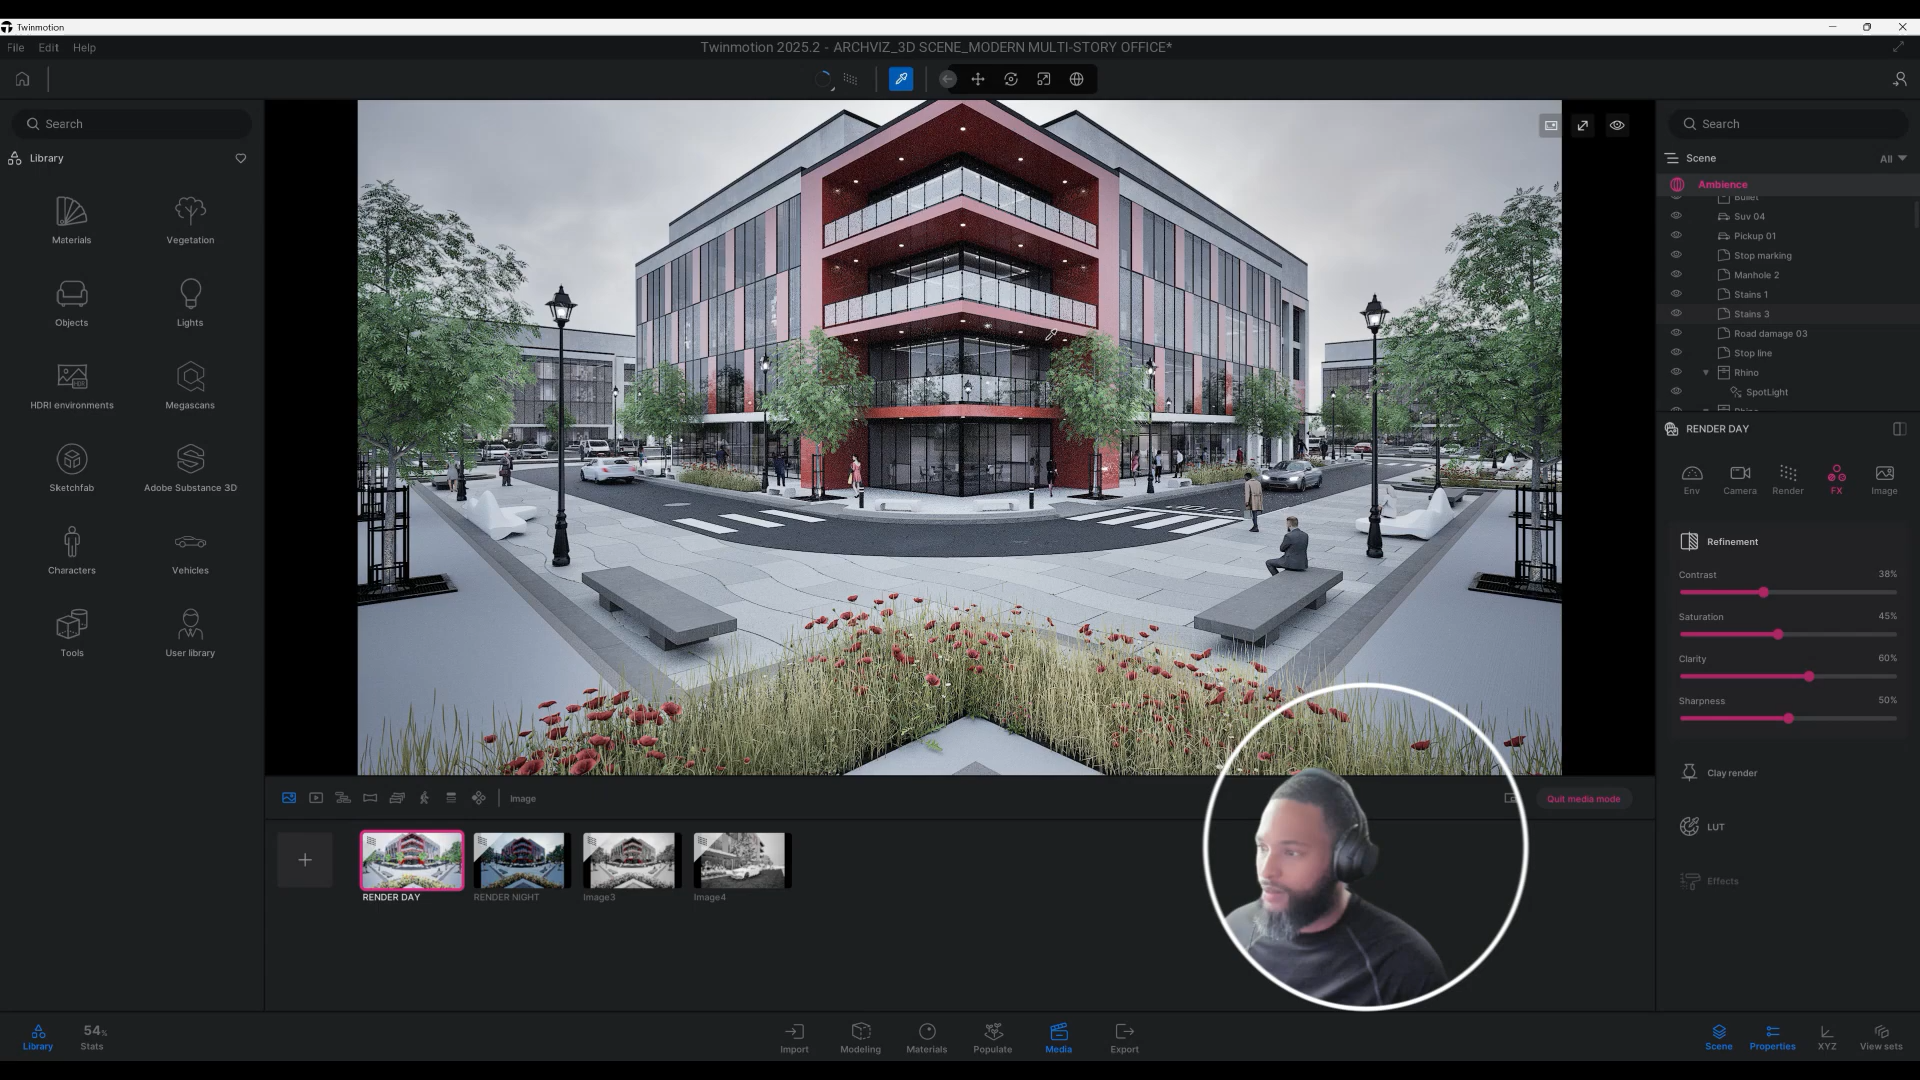 Twinmotion
File Edit Help
Twinmotion 2025.2 - ARCHVIZ_3D SCENE_MODERN MULTI-STORY OFFICE*
Search
Library
Materials
Vegetation
Objects
Lights
HDRI environments
Megascans
Sketchfab
Adobe Substance 3D
Characters
Vehicles
Tools
User library
Search
Scene All
Ambience
Bullet
Suv 04
Pickup 01
Stop marking
Manhole 2
Stains 1
Stains 3
Road damage 03
Stop line
Rhino
SpotLight
Rhino
RENDER DAY
Env Camera Render FX Image
Refinement
Contrast 38%
Saturation 45%
Clarity 60%
Sharpness 50%
Clay render
LUT
Effects
Image
Quit media mode
RENDER DAY
RENDER NIGHT
Image3
Image4
Library
54%
Stats
Import
Modeling
Materials
Populate
Media
Export
Scene
Properties
XYZ
View sets